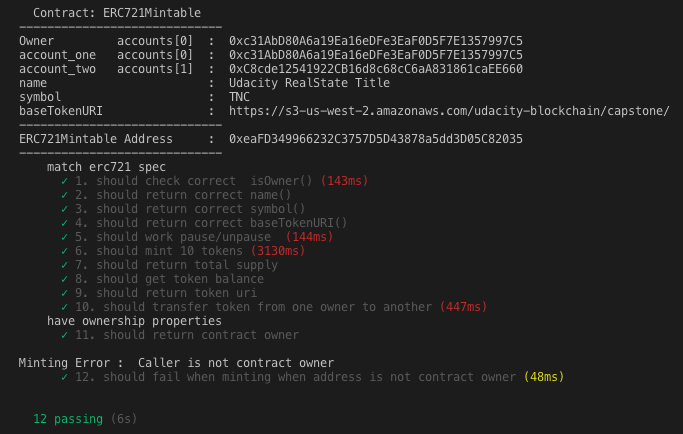 Contract: ERC721Mintable
-----------------------------
Owner         accounts[0]  :  0xc31AbD80A6a19Ea16eDFe3EaF0D5F7E1357997C5
account_one   accounts[0]  :  0xc31AbD80A6a19Ea16eDFe3EaF0D5F7E1357997C5
account_two   accounts[1]  :  0xC8cde12541922CB16d8c68cC6aA831861caEE660
name                       :  Udacity RealState Title
symbol                     :  TNC
baseTokenURI               :  https://s3-us-west-2.amazonaws.com/udacity-blockchain/capstone/
-----------------------------
ERC721Mintable Address     :  0xeaFD349966232C3757D5D43878a5dd3D05C82035
-----------------------------
match erc721 spec
✓ 1. should check correct  isOwner() (143ms)
✓ 2. should return correct name()
✓ 3. should return correct symbol()
✓ 4. should return correct baseTokenURI()
✓ 5. should work pause/unpause  (144ms)
✓ 6. should mint 10 tokens (3130ms)
✓ 7. should return total supply
✓ 8. should get token balance
✓ 9. should return token uri
✓ 10. should transfer token from one owner to another (447ms)
have ownership properties
✓ 11. should return contract owner
Minting Error :  Caller is not contract owner
✓ 12. should fail when minting when address is not contract owner (48ms)
12 passing (6s)